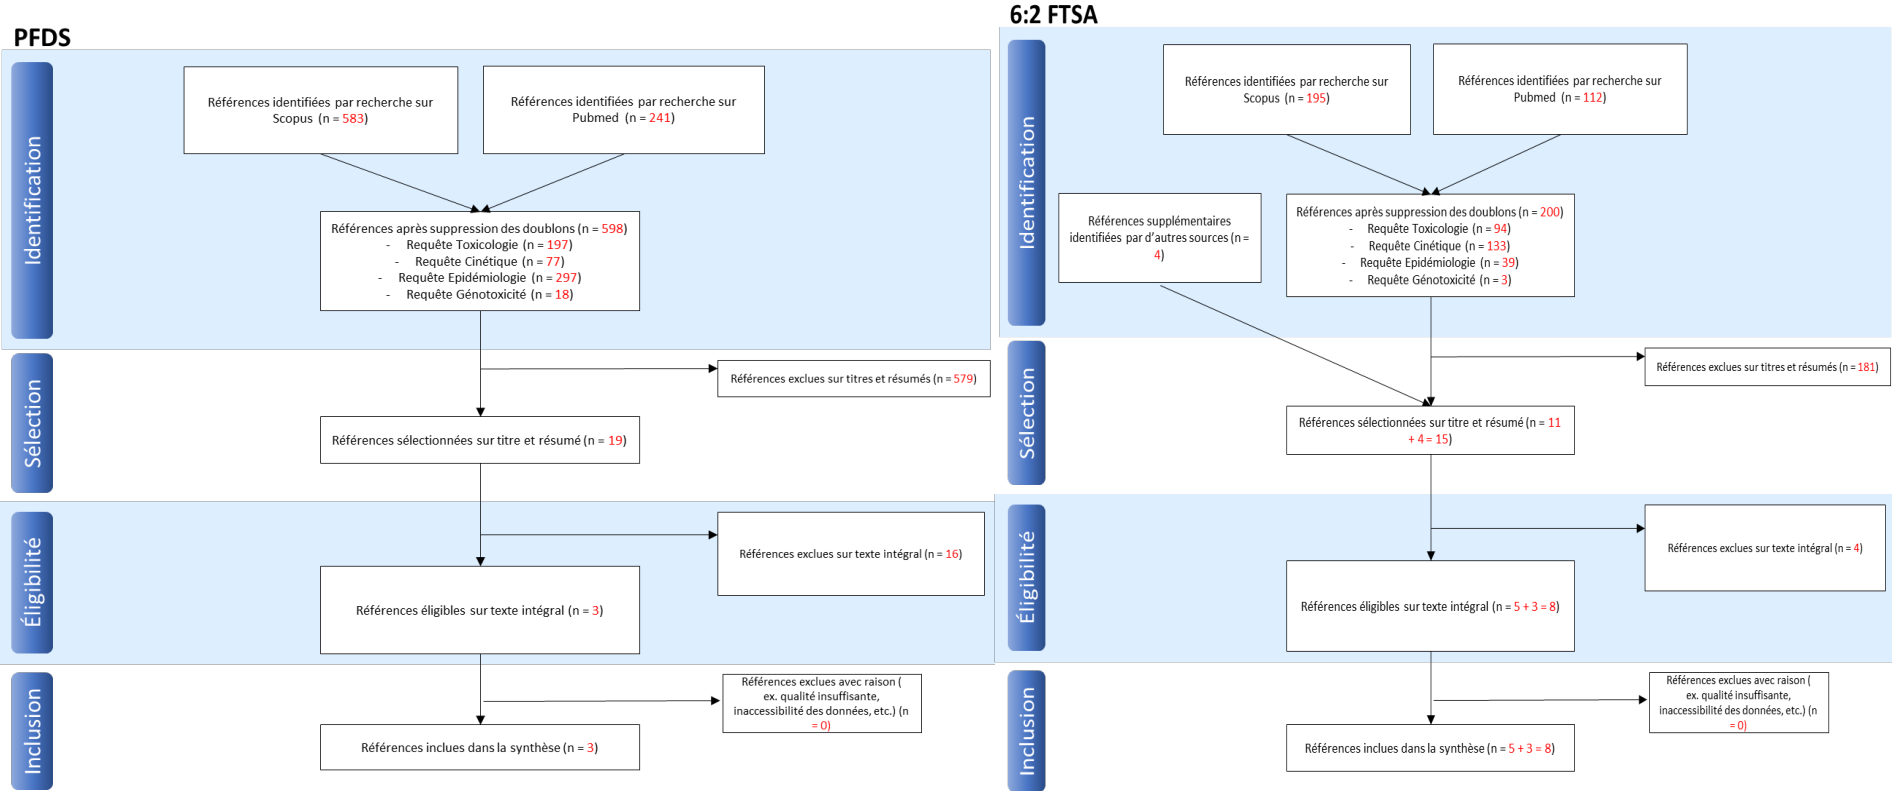 PFDS
Identification
Références identifiées par recherche sur
Scopus (n = 583)
Références identifiées par recherche sur
Pubmed (n = 241)
Références après suppression des doublons (n = 598)
- Requête Toxicologie (n = 197)
- Requête Cinétique (n = 77)
- Requête Epidémiologie (n = 297)
- Requête Génotoxicité (n = 18)
Sélection
Références exclues sur titres et résumés (n = 579)
Références sélectionnées sur titre et résumé (n = 19)
Éligibilité
Références exclues sur texte intégral (n = 16)
Références éligibles sur texte intégral (n = 3)
Inclusion
Références exclues avec raison (
ex. qualité insuffisante,
inaccessibilité des données, etc.) (n
= 0)
Références inclues dans la synthèse (n = 3)
6:2 FTSA
Identification
Références identifiées par recherche sur
Scopus (n = 195)
Références identifiées par recherche sur
Pubmed (n = 112)
Références supplémentaires
identifiées par d'autres sources (n =
4)
Références après suppression des doublons (n = 200)
- Requête Toxicologie (n = 94)
- Requête Cinétique (n = 133)
- Requête Epidémiologie (n = 39)
- Requête Génotoxicité (n = 3)
Sélection
Références exclues sur titres et résumés (n = 181)
Références sélectionnées sur titre et résumé (n = 11
+ 4 = 15)
Éligibilité
Références exclues sur texte intégral (n = 4)
Références éligibles sur texte intégral (n = 5 + 3 = 8)
Inclusion
Références exclues avec raison (
ex. qualité insuffisante,
inaccessibilité des données, etc.) (n
= 0)
Références inclues dans la synthèse (n = 5 + 3 = 8)